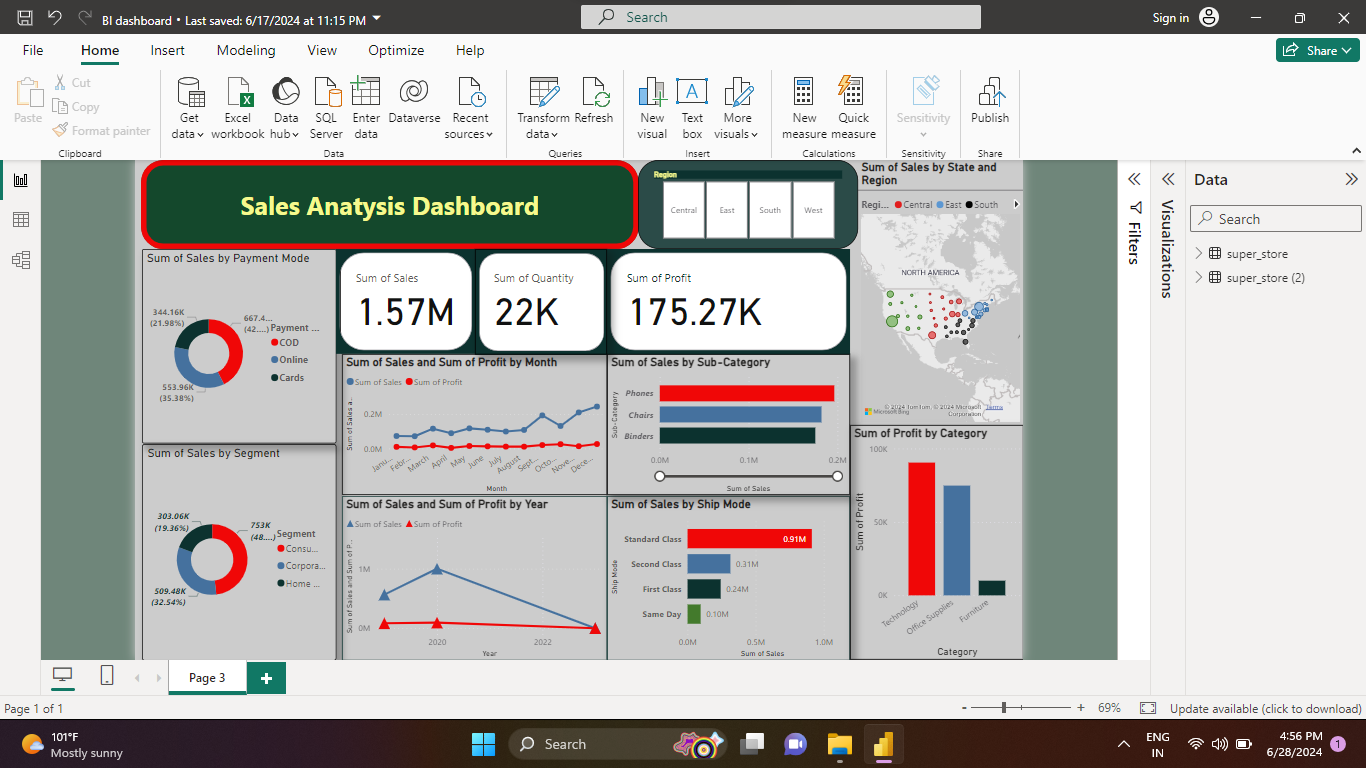 BI dashboard • Last saved: 6/17/2024 at 11:15 PM
Search
Sign in
File Home Insert Modeling View Optimize Help
Share
Paste
Cut
Copy
Format painter
Clipboard
Get data
Excel workbook
Data hub
SQL Server
Enter data
Dataverse
Recent sources
Data
Transform data
Refresh
Queries
New visual
Text box
More visuals
Insert
New measure
Quick measure
Calculations
Sensitivity
Sensitivity
Publish
Share
Sales Anatysis Dashboard
Region
Central East South West
Sum of Sales by State and
Region
Regi... Central East South
NORTH AMERICA
Microsoft Bing
© 2024 TomTom, © 2024 Microsoft Corporation Terms
Sum of Sales by Payment Mode
344.16K
(21.98%)
667.4...
(42....)
553.96K
(35.38%)
Payment ...
COD
Online
Cards
Sum of Sales
1.57M
Sum of Quantity
22K
Sum of Profit
175.27K
Sum of Sales and Sum of Profit by Month
Sum of Sales Sum of Profit
Sum of Sales a...
0.2M
0.0M
Janu... Febr... March April May June July August Sept... Octo... Nove... Dece...
Month
Sum of Sales by Sub-Category
Sub-Category
Phones
Chairs
Binders
0.0M 0.1M 0.2M
Sum of Sales
Sum of Sales by Segment
303.06K
(19.36%)
753K
(48....)
509.48K
(32.54%)
Segment
Consu...
Corpora...
Home ...
Sum of Sales and Sum of Profit by Year
Sum of Sales Sum of Profit
Sum of Sales and Sum of P...
1M
0M
2020 2022
Year
Sum of Sales by Ship Mode
Ship Mode
Standard Class 0.91M
Second Class 0.31M
First Class 0.24M
Same Day 0.10M
0.0M 0.5M 1.0M
Sum of Sales
Sum of Profit by Category
Sum of Profit
100K
50K
0K
Technology Office Supplies Furniture
Category
Filters
Visualizations
Data
Search
super_store
super_store (2)
Page 3
Page 1 of 1
- + 69%
Update available (click to download)
101°F
Mostly sunny
Search
ENG
IN
4:56 PM
6/28/2024
1